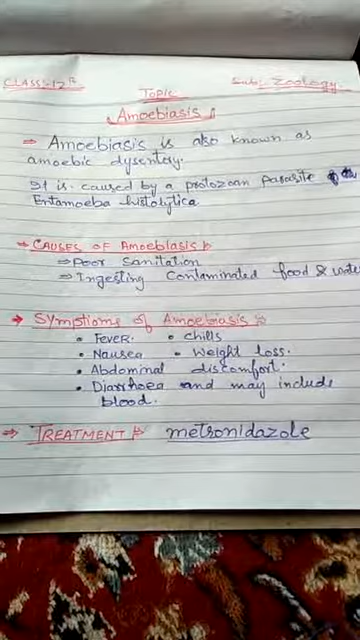 CLASS:-12th
Sub:- Zoology.
Topic
Amoebiasis
⇒ Amoebiasis is also known as
amoebic dysentery.
It is caused by a protozoan parasite
Entamoeba histolytica
→ CAUSES OF AmoebIASIS :-
⇒ Poor Sanitation
⇒ Ingesting Contaminated food & wate
→ Symptioms of Amoebiasis :-
• Fever. • chills
• Nausea • Weight loss.
• Abdominal discomfort.
• Diarrhoea and may include
blood.
⇒ TREATMENT :- metronidazole